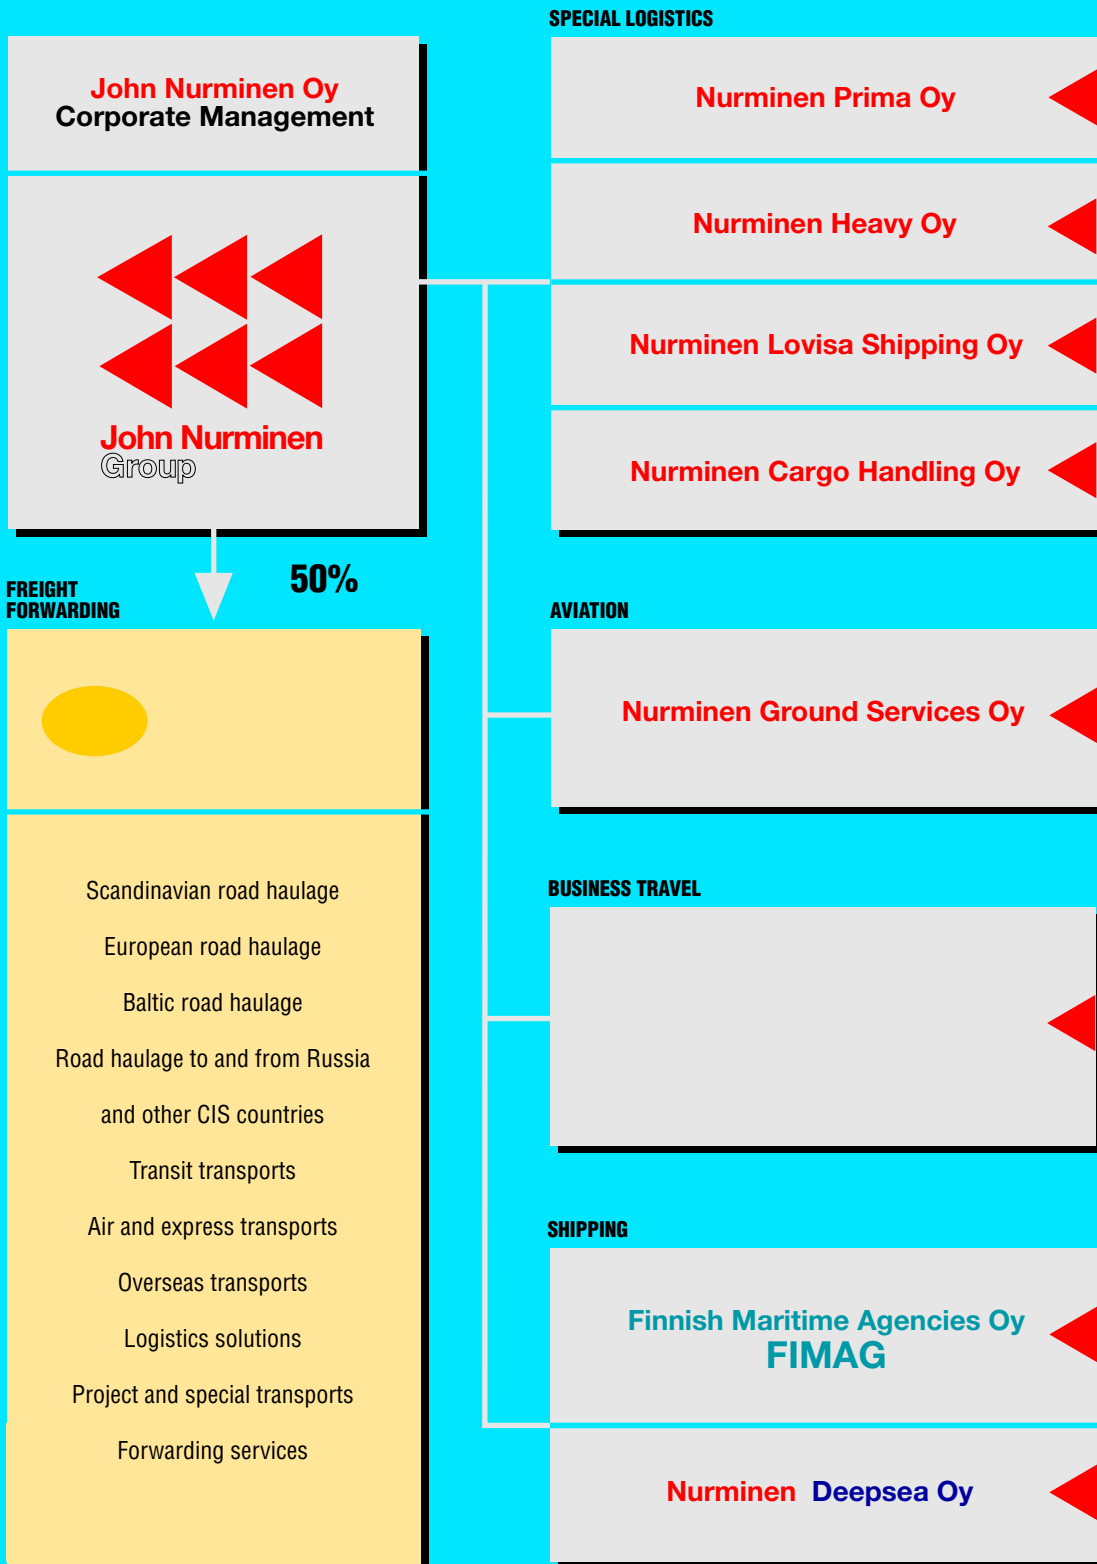 John Nurminen Oy
Corporate Management
John Nurminen
Group
50%
FREIGHT
FORWARDING
Scandinavian road haulage
European road haulage
Baltic road haulage
Road haulage to and from Russia
and other CIS countries
Transit transports
Air and express transports
Overseas transports
Logistics solutions
Project and special transports
Forwarding services
SPECIAL LOGISTICS
Nurminen Prima Oy
Nurminen Heavy Oy
Nurminen Lovisa Shipping Oy
Nurminen Cargo Handling Oy
AVIATION
Nurminen Ground Services Oy
BUSINESS TRAVEL
SHIPPING
Finnish Maritime Agencies Oy
FIMAG
Nurminen Deepsea Oy